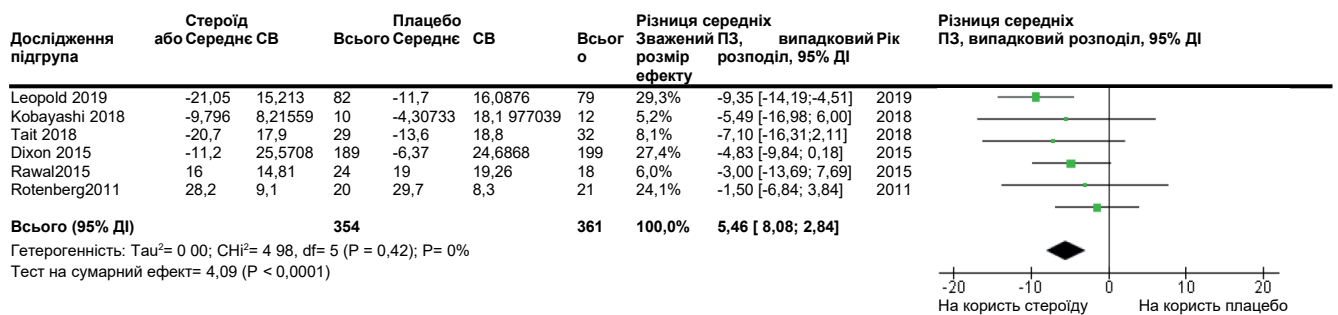 Стероїд Плацебо Різниця середніх Різниця середніх
Дослідження або Середнє СВ Всього Середнє СВ Всьог Зважений ПЗ, випадковий Рік ПЗ, випадковий розподіл, 95% ДІ
підгрупа о розмір розподіл, 95% ДІ
ефекту
Leopold 2019 -21,05 15,213 82 -11,7 16,0876 79 29,3% -9,35 [-14,19;-4,51] 2019
Kobayashi 2018 -9,796 8,21559 10 -4,30733 18,1 977039 12 5,2% -5,49 [-16,98; 6,00] 2018
Tait 2018 -20,7 17,9 29 -13,6 18,8 32 8,1% -7,10 [-16,31;2,11] 2018
Dixon 2015 -11,2 25,5708 189 -6,37 24,6868 199 27,4% -4,83 [-9,84; 0,18] 2015
Rawal2015 16 14,81 24 19 19,26 18 6,0% -3,00 [-13,69; 7,69] 2015
Rotenberg2011 28,2 9,1 20 29,7 8,3 21 24,1% -1,50 [-6,84; 3,84] 2011
Всього (95% ДІ) 354 361 100,0% 5,46 [ 8,08; 2,84]
Гетерогенність: Tau²= 0 00; CHi²= 4 98, df= 5 (P = 0,42); P= 0%
Тест на сумарний ефект= 4,09 (P < 0,0001)
-20 -10 0 10 20
На користь стероїду На користь плацебо